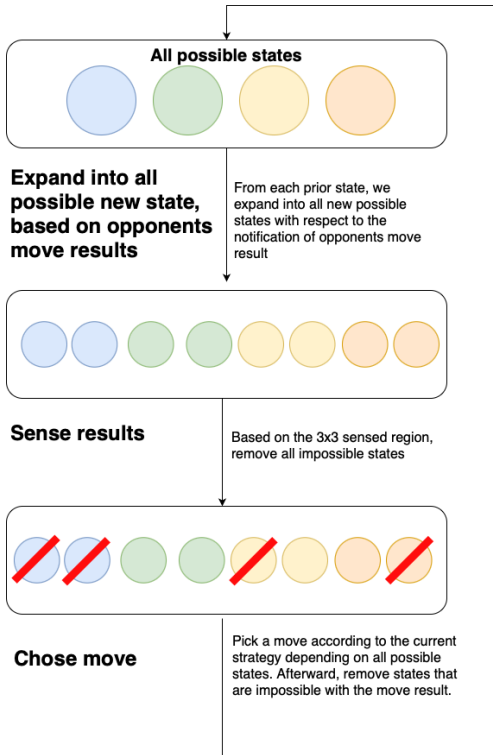 All possible states
Expand into all
possible new state,
based on opponents
move results
From each prior state, we
expand into all new possible
states with respect to the
notification of opponents move
result
Sense results
Based on the 3x3 sensed region,
remove all impossible states
Chose move
Pick a move according to the current
strategy depending on all possible
states. Afterward, remove states that
are impossible with the move result.